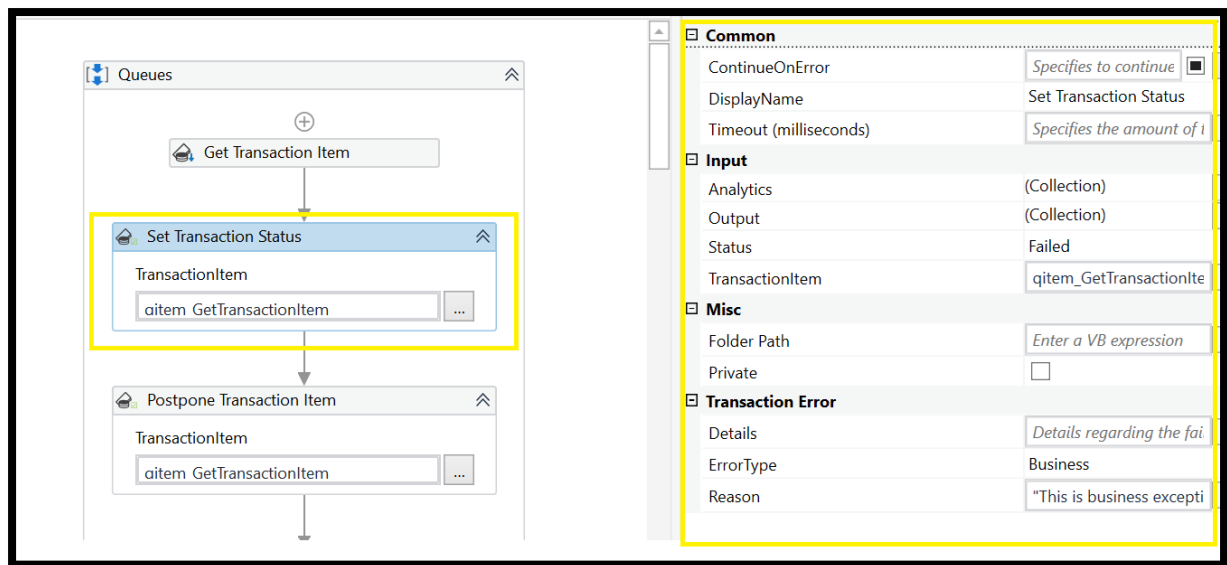 Queues
Get Transaction Item
Set Transaction Status
TransactionItem
qitem_GetTransactionItem
...
Postpone Transaction Item
TransactionItem
qitem_GetTransactionItem
...
Common
ContinueOnError Specifies to continue
DisplayName Set Transaction Status
Timeout (milliseconds) Specifies the amount of t
Input
Analytics (Collection)
Output (Collection)
Status Failed
TransactionItem qitem_GetTransactionIte
Misc
Folder Path Enter a VB expression
Private
Transaction Error
Details Details regarding the fai
ErrorType Business
Reason "This is business excepti